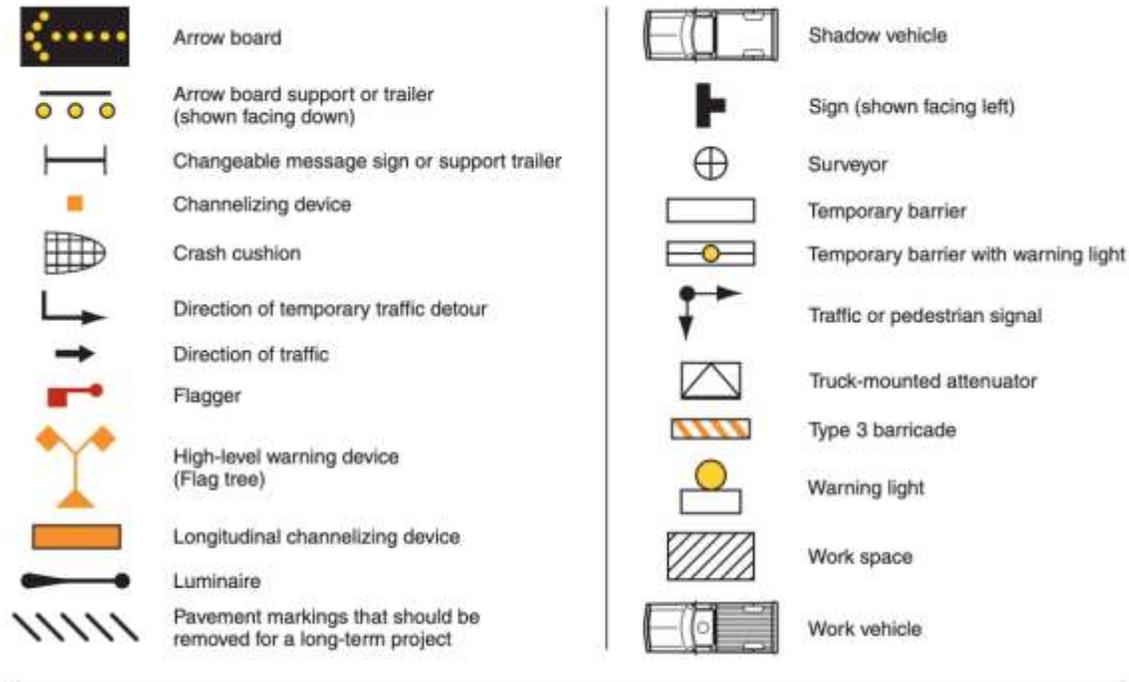 Arrow board
Arrow board support or trailer
(shown facing down)
Changeable message sign or support trailer
Channelizing device
Crash cushion
Direction of temporary traffic detour
Direction of traffic
Flagger
High-level warning device
(Flag tree)
Longitudinal channelizing device
Luminaire
Pavement markings that should be
removed for a long-term project
Shadow vehicle
Sign (shown facing left)
Surveyor
Temporary barrier
Temporary barrier with warning light
Traffic or pedestrian signal
Truck-mounted attenuator
Type 3 barricade
Warning light
Work space
Work vehicle